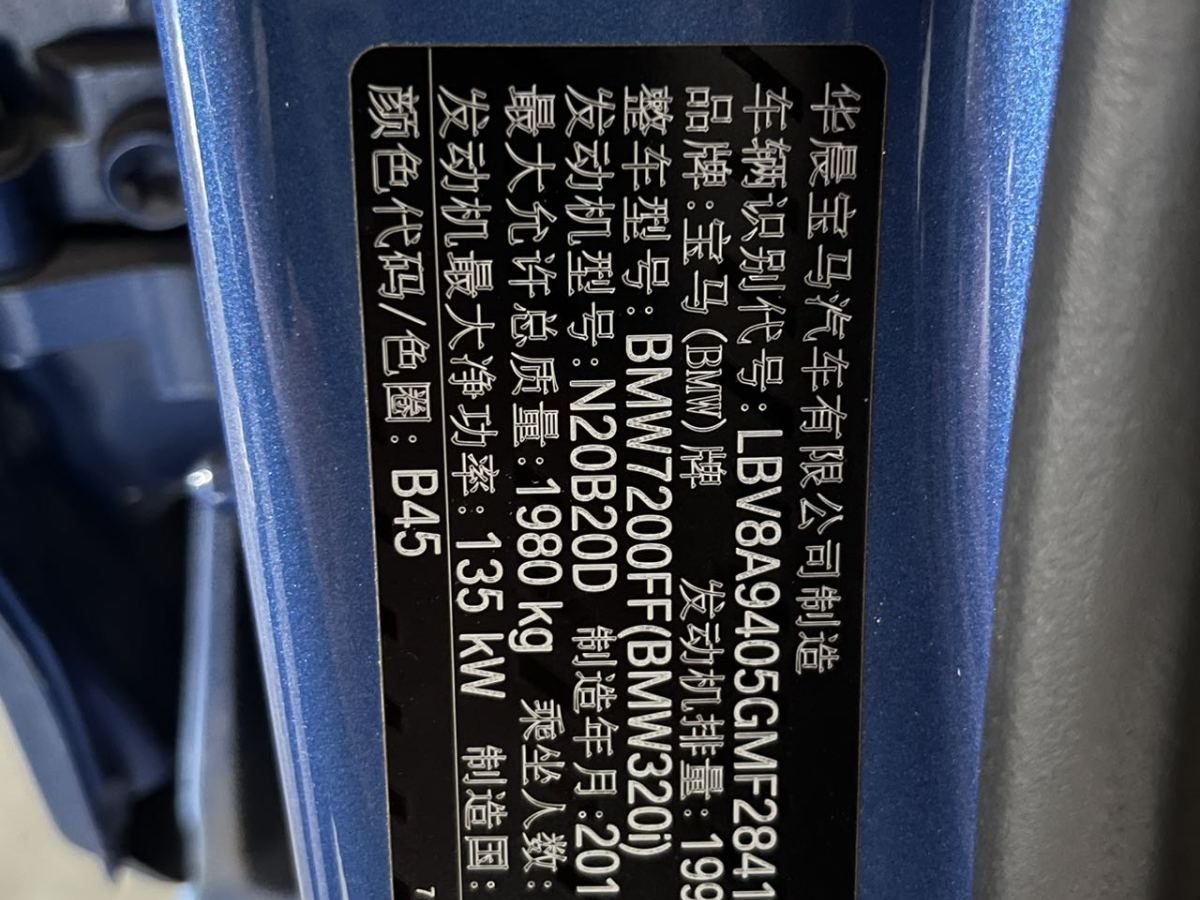 华晨宝马汽车有限公司制造
车辆识别代号:LBV8A9405GMF2841
品牌:宝马(BMW)牌 发动机排量:199
整车型号:BMW7200FF(BMW320i)
发动机型号:N20B20D 制造年月:201
最大允许总质量:1980 kg 乘坐人数:
发动机最大净功率: 135 kW 制造国:
颜色代码/色圈: B45
7